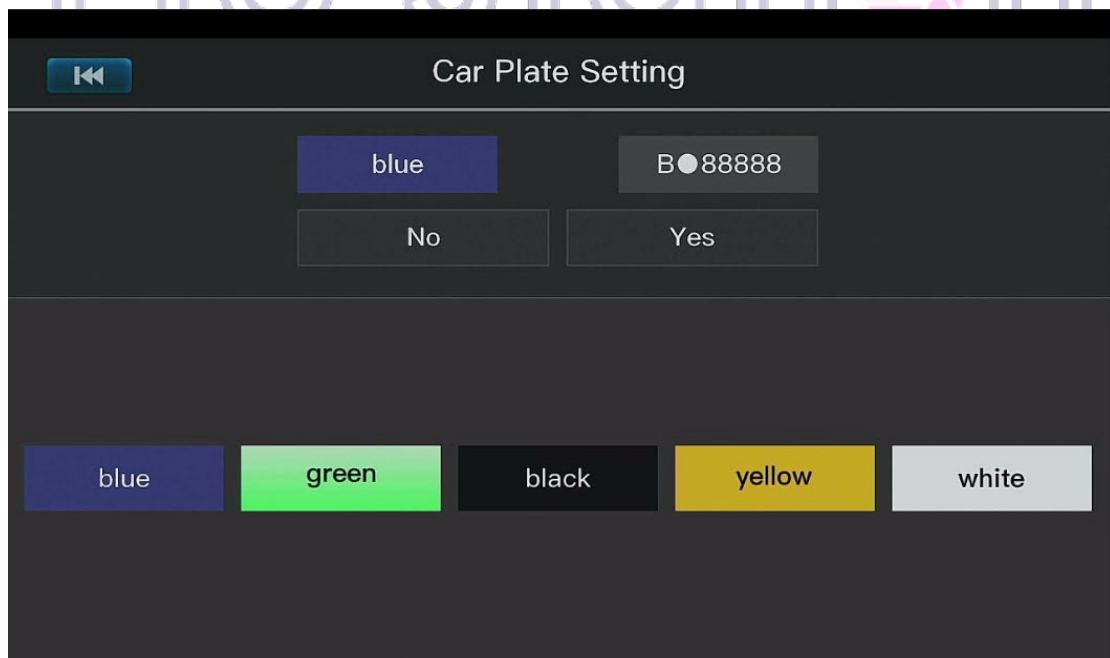 Car Plate Setting
blue B●88888
No Yes
blue green black yellow white